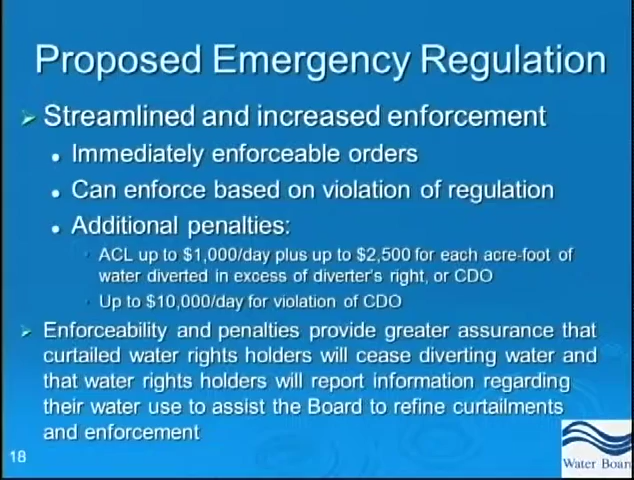 Proposed Emergency Regulation
Streamlined and increased enforcement
Immediately enforceable orders
Can enforce based on violation of regulation
Additional penalties:
ACL up to $1,000/day plus up to $2,500 for each acre-foot of
water diverted in excess of diverter's right, or CDO
Up to $10,000/day for violation of CDO
Enforceability and penalties provide greater assurance that
curtailed water rights holders will cease diverting water and
that water rights holders will report information regarding
their water use to assist the Board to refine curtailments
and enforcement
18
Water Boar